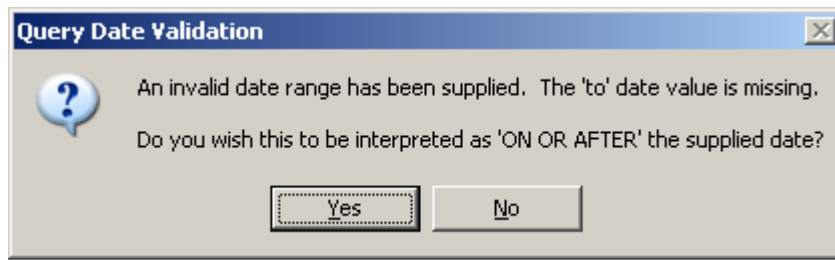 Query Date Validation
An invalid date range has been supplied.  The 'to' date value is missing.
Do you wish this to be interpreted as 'ON OR AFTER' the supplied date?
Yes
No